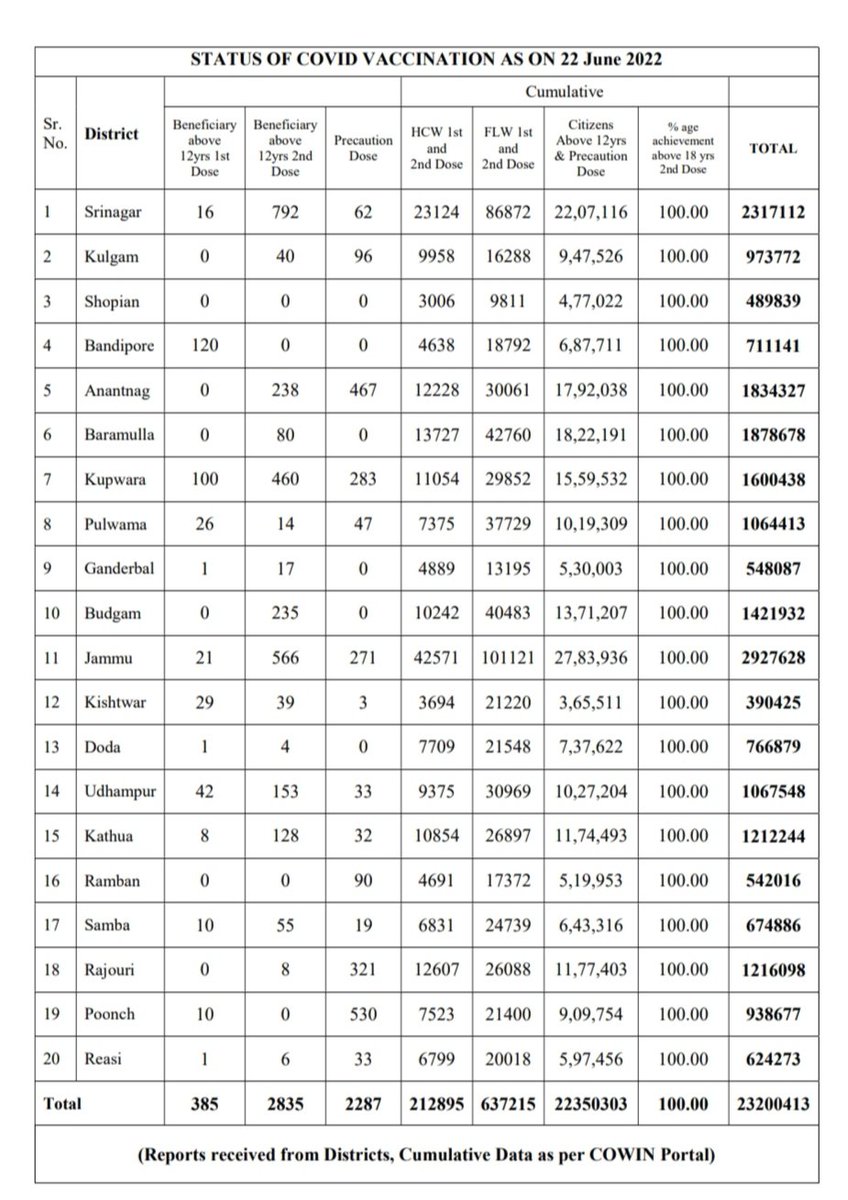 STATUS OF COVID VACCINATION AS ON 22 June 2022
Cumulative
Sr. No. District Beneficiary above 12yrs 1st Dose Beneficiary above 12yrs 2nd Dose Precaution Dose HCW 1st and 2nd Dose FLW 1st and 2nd Dose Citizens Above 12yrs & Precaution Dose % age achievement above 18 yrs 2nd Dose TOTAL
1 Srinagar 16 792 62 23124 86872 22,07,116 100.00 2317112
2 Kulgam 0 40 96 9958 16288 9,47,526 100.00 973772
3 Shopian 0 0 0 3006 9811 4,77,022 100.00 489839
4 Bandipore 120 0 0 4638 18792 6,87,711 100.00 711141
5 Anantnag 0 238 467 12228 30061 17,92,038 100.00 1834327
6 Baramulla 0 80 0 13727 42760 18,22,191 100.00 1878678
7 Kupwara 100 460 283 11054 29852 15,59,532 100.00 1600438
8 Pulwama 26 14 47 7375 37729 10,19,309 100.00 1064413
9 Ganderbal 1 17 0 4889 13195 5,30,003 100.00 548087
10 Budgam 0 235 0 10242 40483 13,71,207 100.00 1421932
11 Jammu 21 566 271 42571 101121 27,83,936 100.00 2927628
12 Kishtwar 29 39 3 3694 21220 3,65,511 100.00 390425
13 Doda 1 4 0 7709 21548 7,37,622 100.00 766879
14 Udhampur 42 153 33 9375 30969 10,27,204 100.00 1067548
15 Kathua 8 128 32 10854 26897 11,74,493 100.00 1212244
16 Ramban 0 0 90 4691 17372 5,19,953 100.00 542016
17 Samba 10 55 19 6831 24739 6,43,316 100.00 674886
18 Rajouri 0 8 321 12607 26088 11,77,403 100.00 1216098
19 Poonch 10 0 530 7523 21400 9,09,754 100.00 938677
20 Reasi 1 6 33 6799 20018 5,97,456 100.00 624273
Total 385 2835 2287 212895 637215 22350303 100.00 23200413
(Reports received from Districts, Cumulative Data as per COWIN Portal)